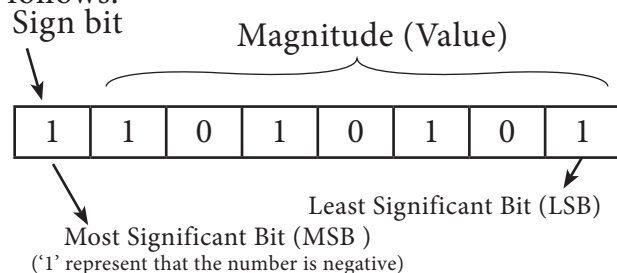 follows:
Sign bit
Magnitude (Value)
1 1 0 1 0 1 0 1
Least Significant Bit (LSB)
Most Significant Bit (MSB )
(‘1’ represent that the number is negative)